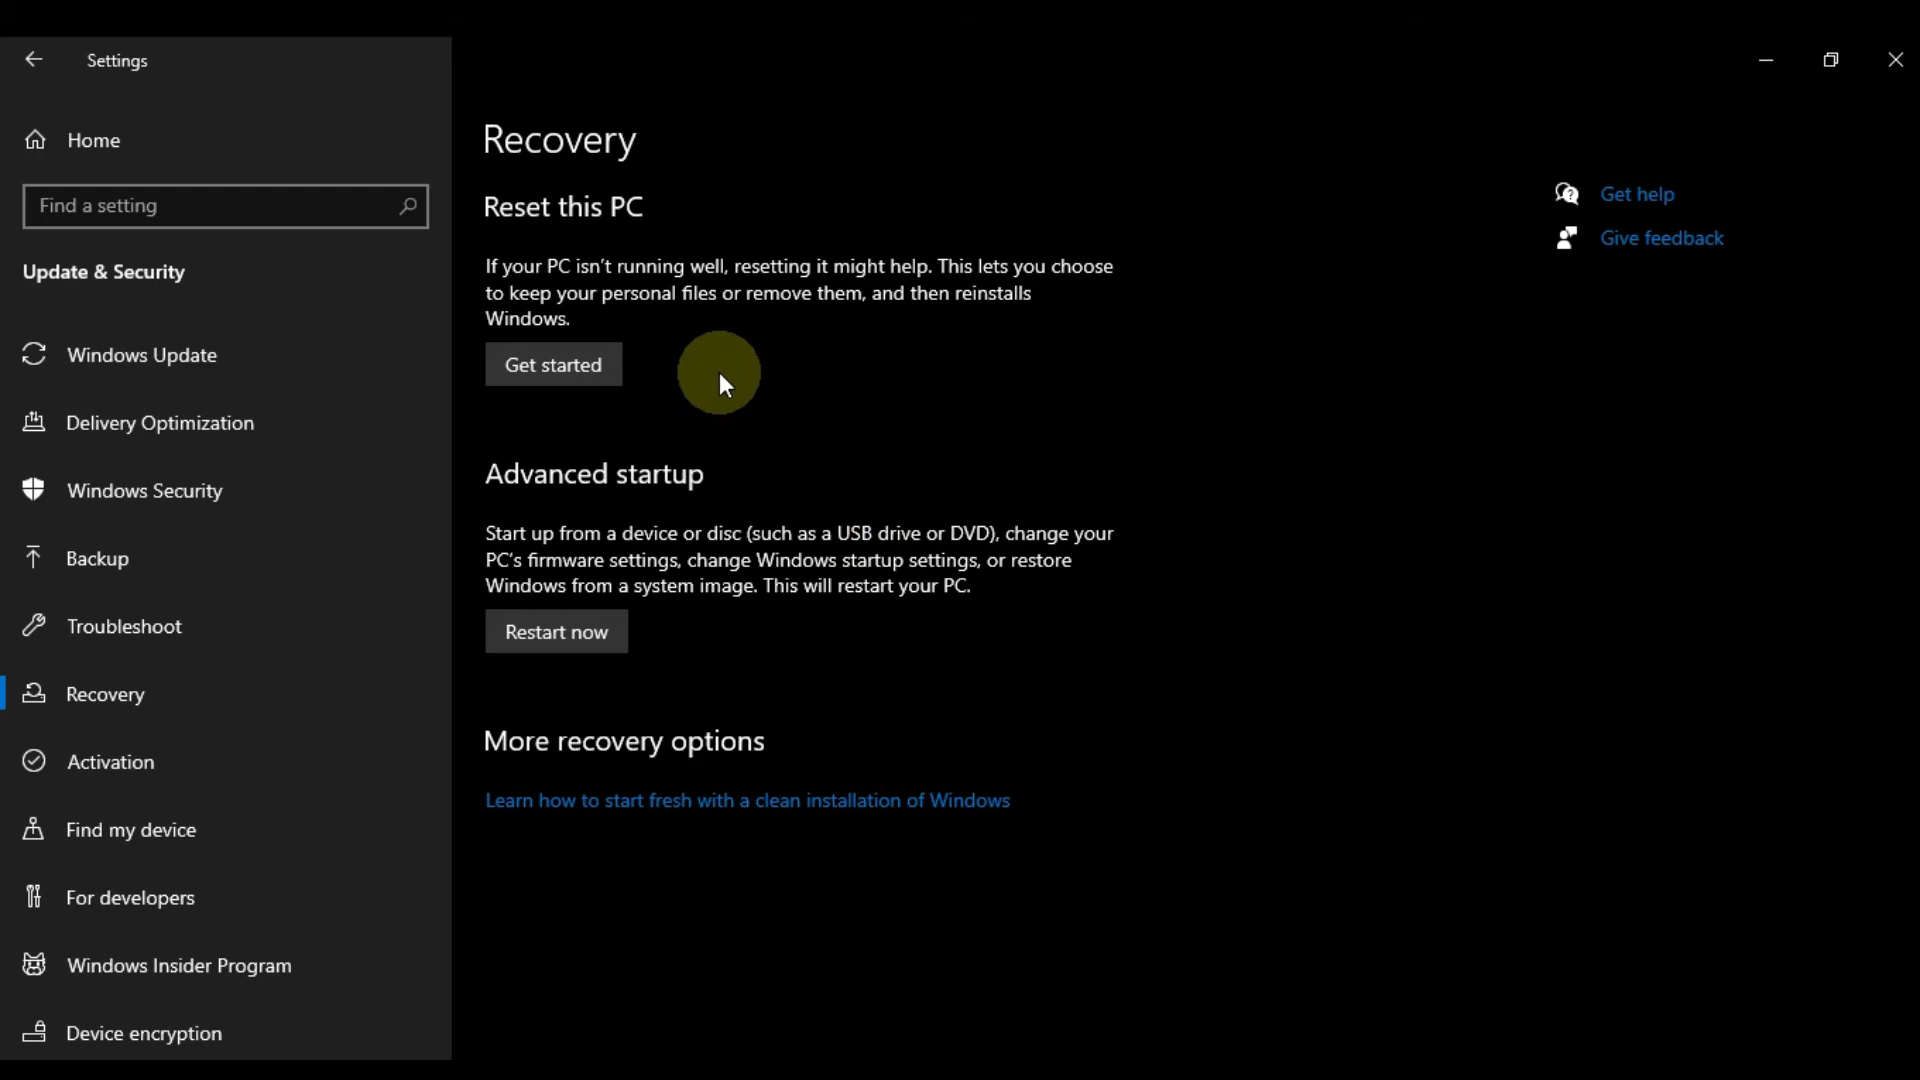 Settings
Home
Find a setting
Update & Security
Windows Update
Delivery Optimization
Windows Security
Backup
Troubleshoot
Recovery
Activation
Find my device
For developers
Windows Insider Program
Device encryption
Recovery
Reset this PC
If your PC isn't running well, resetting it might help. This lets you choose
to keep your personal files or remove them, and then reinstalls
Windows.
Get started
Advanced startup
Start up from a device or disc (such as a USB drive or DVD), change your
PC's firmware settings, change Windows startup settings, or restore
Windows from a system image. This will restart your PC.
Restart now
More recovery options
Learn how to start fresh with a clean installation of Windows
Get help
Give feedback